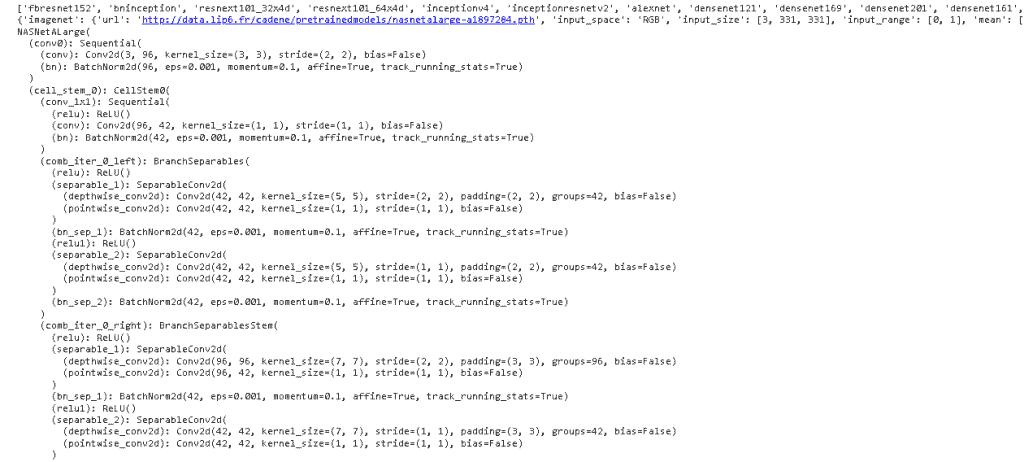 ['fbresnet152', 'bninception', 'resnext101_32x4d', 'resnext101_64x4d', 'inceptionv4', 'inceptionresnetv2', 'alexnet', 'densenet121', 'densenet169', 'densenet201', 'densenet161',
{'imagenet': {'url': 'http://data.lip6.fr/cadene/pretrainedmodels/nasnetalarge-a1897284.pth', 'input_space': 'RGB', 'input_size': [3, 331, 331], 'input_range': [0, 1], 'mean': [
NASNetALarge(
(conv0): Sequential(
(conv): Conv2d(3, 96, kernel_size=(3, 3), stride=(2, 2), bias=False)
(bn): BatchNorm2d(96, eps=0.001, momentum=0.1, affine=True, track_running_stats=True)
)
(cell_stem_0): CellStem0(
(conv_1x1): Sequential(
(relu): ReLU()
(conv): Conv2d(96, 42, kernel_size=(1, 1), stride=(1, 1), bias=False)
(bn): BatchNorm2d(42, eps=0.001, momentum=0.1, affine=True, track_running_stats=True)
)
(comb_iter_0_left): BranchSeparables(
(relu): ReLU()
(separable_1): SeparableConv2d(
(depthwise_conv2d): Conv2d(42, 42, kernel_size=(5, 5), stride=(2, 2), padding=(2, 2), groups=42, bias=False)
(pointwise_conv2d): Conv2d(42, 42, kernel_size=(1, 1), stride=(1, 1), bias=False)
)
(bn_sep_1): BatchNorm2d(42, eps=0.001, momentum=0.1, affine=True, track_running_stats=True)
(relu1): ReLU()
(separable_2): SeparableConv2d(
(depthwise_conv2d): Conv2d(42, 42, kernel_size=(5, 5), stride=(1, 1), padding=(2, 2), groups=42, bias=False)
(pointwise_conv2d): Conv2d(42, 42, kernel_size=(1, 1), stride=(1, 1), bias=False)
)
(bn_sep_2): BatchNorm2d(42, eps=0.001, momentum=0.1, affine=True, track_running_stats=True)
)
(comb_iter_0_right): BranchSeparablesStem(
(relu): ReLU()
(separable_1): SeparableConv2d(
(depthwise_conv2d): Conv2d(96, 96, kernel_size=(7, 7), stride=(2, 2), padding=(3, 3), groups=96, bias=False)
(pointwise_conv2d): Conv2d(96, 42, kernel_size=(1, 1), stride=(1, 1), bias=False)
)
(bn_sep_1): BatchNorm2d(42, eps=0.001, momentum=0.1, affine=True, track_running_stats=True)
(relu1): ReLU()
(separable_2): SeparableConv2d(
(depthwise_conv2d): Conv2d(42, 42, kernel_size=(7, 7), stride=(1, 1), padding=(3, 3), groups=42, bias=False)
(pointwise_conv2d): Conv2d(42, 42, kernel_size=(1, 1), stride=(1, 1), bias=False)
)